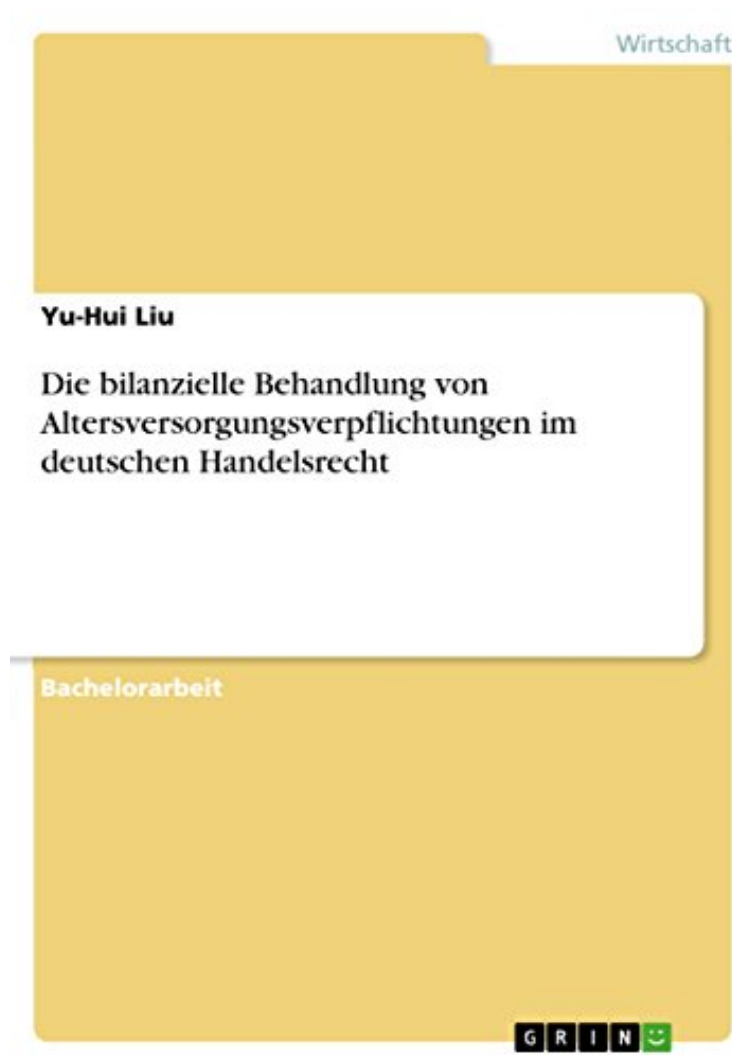 Wirtschaft
Yu-Hui Liu
Die bilanzielle Behandlung von
Altersversorgungsverpflichtungen im
deutschen Handelsrecht
Bachelorarbeit
GRIN